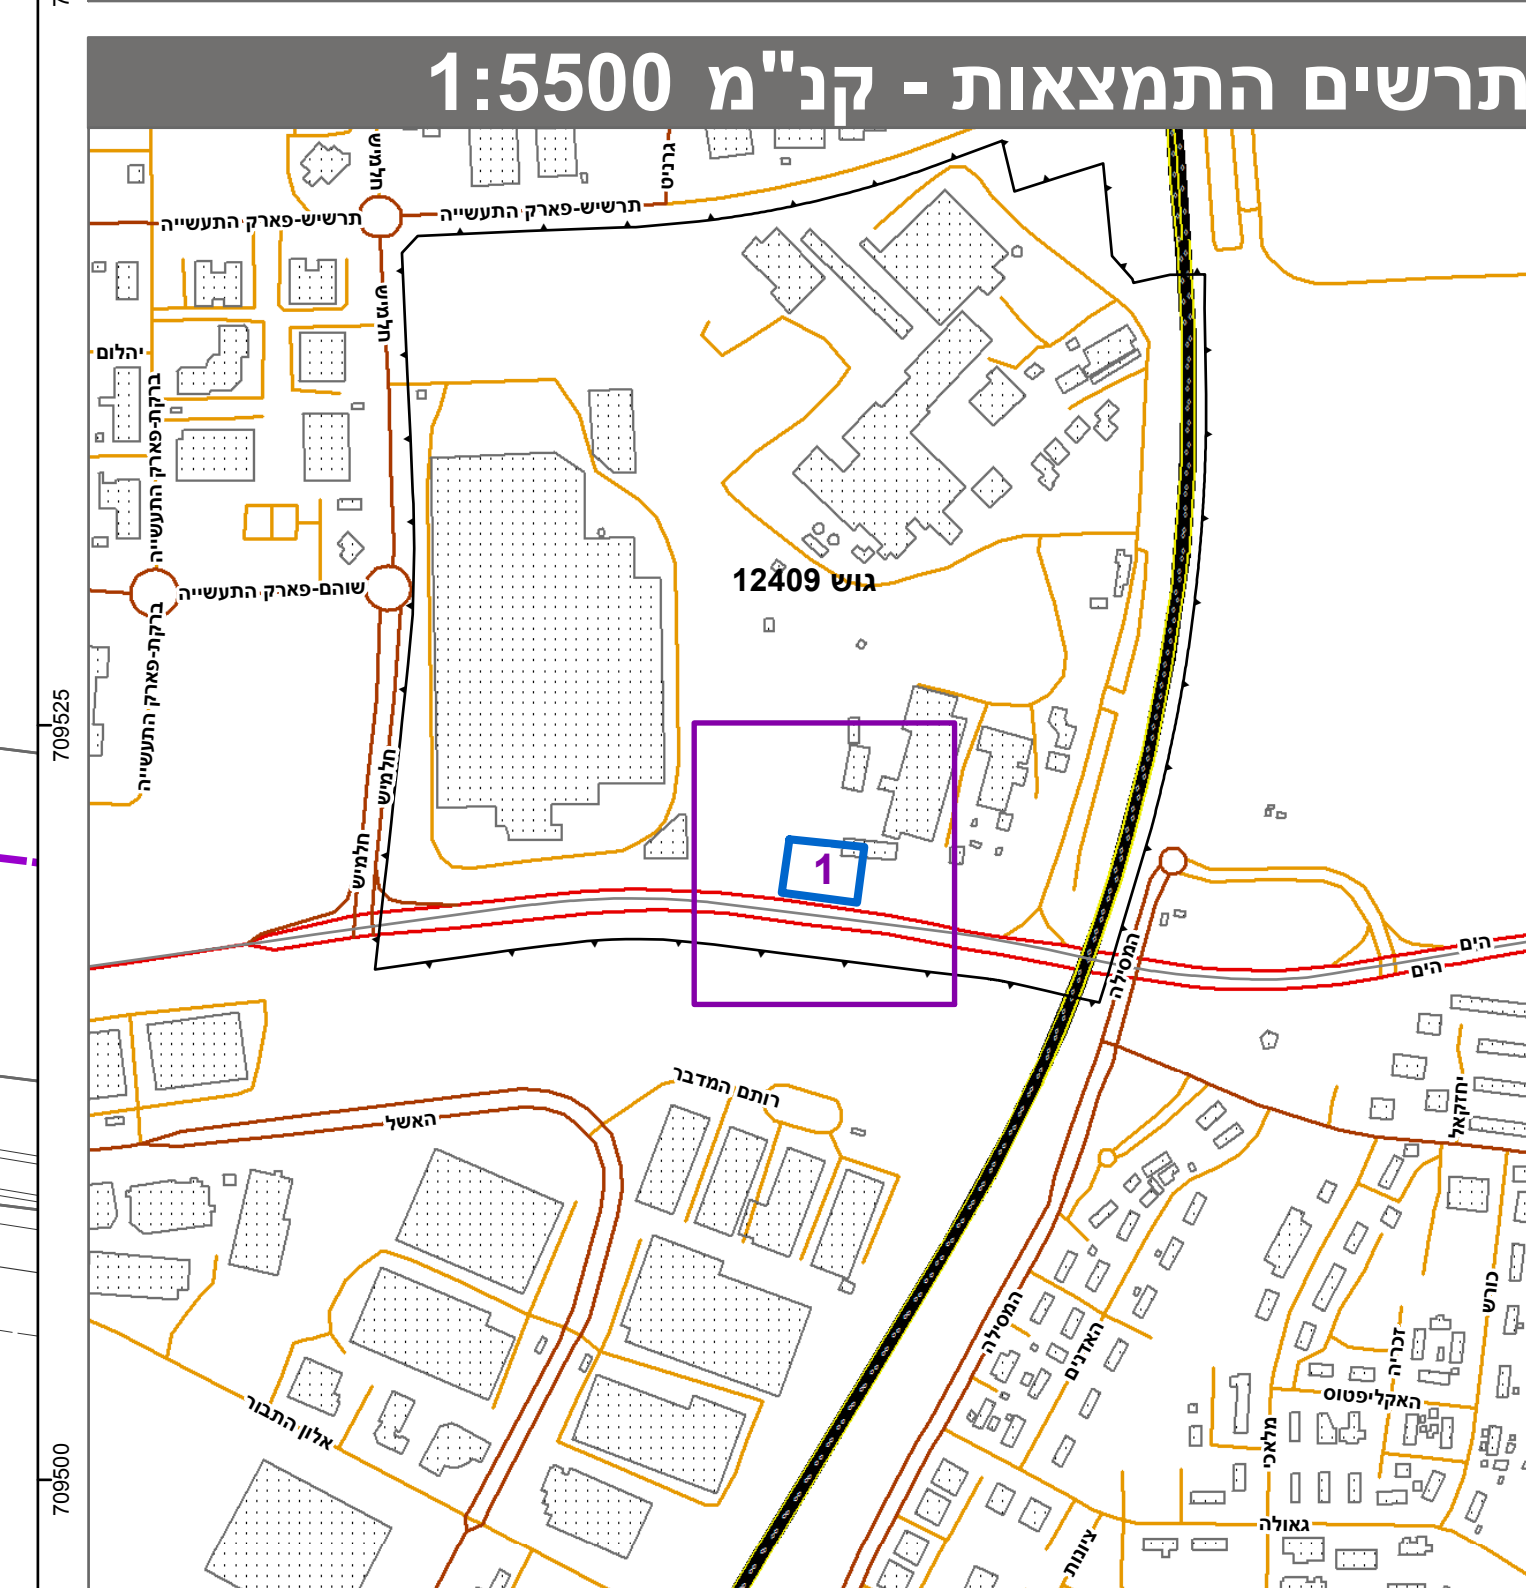 תרשים התמצאות - קנ"מ 1:5500
חלמיש
גרניט
תרשיש-פארק התעשייה
תרשיש-פארק התעשייה
חלמיש
יהלום
ברקת-פארק התעשייה
גוש 12409
שוהם-פארק התעשייה
ברקת-פארק התעשייה
709525
חלמיש
חלמיש
1
המסילה
הים
הים
רותם המדבר
האשל
יחזקאל
המסילה
האדנים
כורש
זכריה
האקליפטוס
אלון התבור
מלאכי
709500
גאולה
ציונות